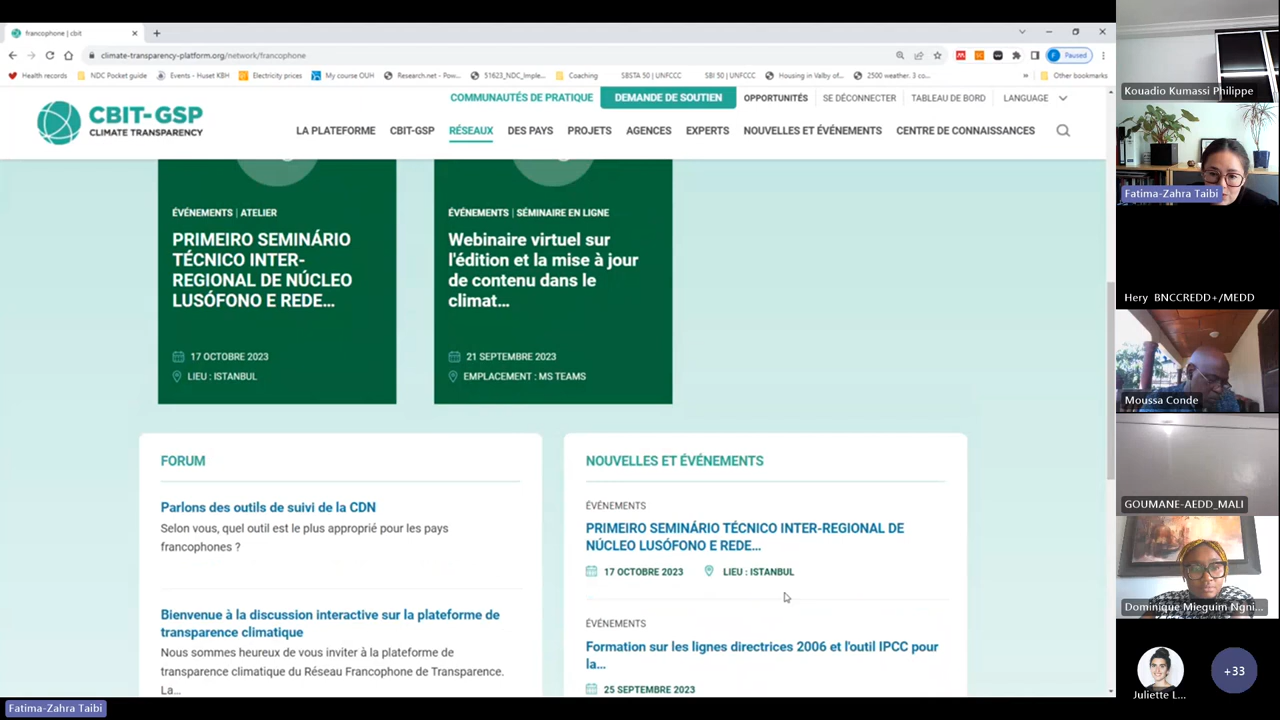 francophone | cbit
climate-transparency-platform.org/network/francophone
Paused
Health records
NDC Pocket guide
Events - Huset KBH
Electricity prices
My course OUH
Research.net - Pow...
51623_NDC_Imple...
Coaching
SBSTA 50 | UNFCCC
SBI 50 | UNFCCC
Housing in Valby of...
2500 weather. 3 co...
»
Other bookmarks
COMMUNAUTÉS DE PRATIQUE
DEMANDE DE SOUTIEN
OPPORTUNITÉS
SE DÉCONNECTER
TABLEAU DE BORD
LANGUAGE
CBIT-GSP
CLIMATE TRANSPARENCY
LA PLATEFORME
CBIT-GSP
RÉSEAUX
DES PAYS
PROJETS
AGENCES
EXPERTS
NOUVELLES ET ÉVÉNEMENTS
CENTRE DE CONNAISSANCES
ÉVÉNEMENTS | ATELIER
PRIMEIRO SEMINÁRIO
TÉCNICO INTER-
REGIONAL DE NÚCLEO
LUSÓFONO E REDE...
17 OCTOBRE 2023
LIEU : ISTANBUL
ÉVÉNEMENTS | SÉMINAIRE EN LIGNE
Webinaire virtuel sur
l'édition et la mise à jour
de contenu dans le
climat...
21 SEPTEMBRE 2023
EMPLACEMENT : MS TEAMS
FORUM
Parlons des outils de suivi de la CDN
Selon vous, quel outil est le plus approprié pour les pays
francophones ?
Bienvenue à la discussion interactive sur la plateforme de
transparence climatique
Nous sommes heureux de vous inviter à la plateforme de
transparence climatique du Réseau Francophone de Transparence.
La...
NOUVELLES ET ÉVÉNEMENTS
ÉVÉNEMENTS
PRIMEIRO SEMINÁRIO TÉCNICO INTER-REGIONAL DE
NÚCLEO LUSÓFONO E REDE...
17 OCTOBRE 2023
LIEU : ISTANBUL
ÉVÉNEMENTS
Formation sur les lignes directrices 2006 et l'outil IPCC pour
la...
25 SEPTEMBRE 2023
Kouadio Kumassi Philippe
Fatima-Zahra Taibi
Hery BNCCREDD+/MEDD
Moussa Conde
GOUMANE-AEDD_MALI
Dominique Mieguim Ngni...
Juliette L...
+33
Fatima-Zahra Taibi